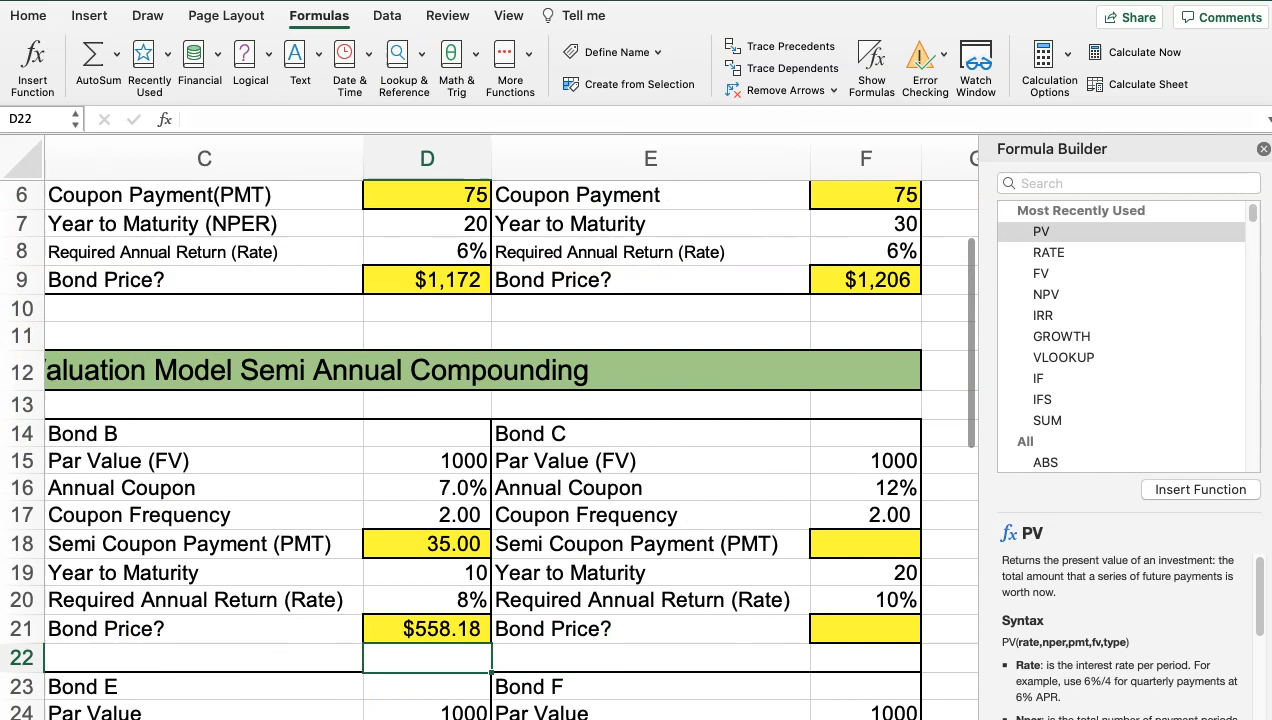 Home Insert Draw Page Layout Formulas Data Review View Tell me Share Comments
fx Insert Function
AutoSum
Recently Used
Financial
? Logical
A Text
Date & Time
Lookup & Reference
θ Math & Trig
More Functions
Define Name
Create from Selection
Trace Precedents
Trace Dependents
Remove Arrows
fx Show Formulas
Error Checking
Watch Window
Calculation Options
Calculate Now
Calculate Sheet
D22 fx
C D E F
6 Coupon Payment(PMT) 75 Coupon Payment 75
7 Year to Maturity (NPER) 20 Year to Maturity 30
8 Required Annual Return (Rate) 6% Required Annual Return (Rate) 6%
9 Bond Price? $1,172 Bond Price? $1,206
10
11
12 aluation Model Semi Annual Compounding
13
14 Bond B Bond C
15 Par Value (FV) 1000 Par Value (FV) 1000
16 Annual Coupon 7.0% Annual Coupon 12%
17 Coupon Frequency 2.00 Coupon Frequency 2.00
18 Semi Coupon Payment (PMT) 35.00 Semi Coupon Payment (PMT)
19 Year to Maturity 10 Year to Maturity 20
20 Required Annual Return (Rate) 8% Required Annual Return (Rate) 10%
21 Bond Price? $558.18 Bond Price?
22
23 Bond E Bond F
24 Par Value 1000 Par Value 1000
Formula Builder
Search
Most Recently Used
PV
RATE
FV
NPV
IRR
GROWTH
VLOOKUP
IF
IFS
SUM
All
ABS
Insert Function
fx PV
Returns the present value of an investment: the
total amount that a series of future payments is
worth now.
Syntax
PV(rate,nper,pmt,fv,type)
▪ Rate: is the interest rate per period. For
example, use 6%/4 for quarterly payments at
6% APR.
▪ Nper: is the total number of payment periods